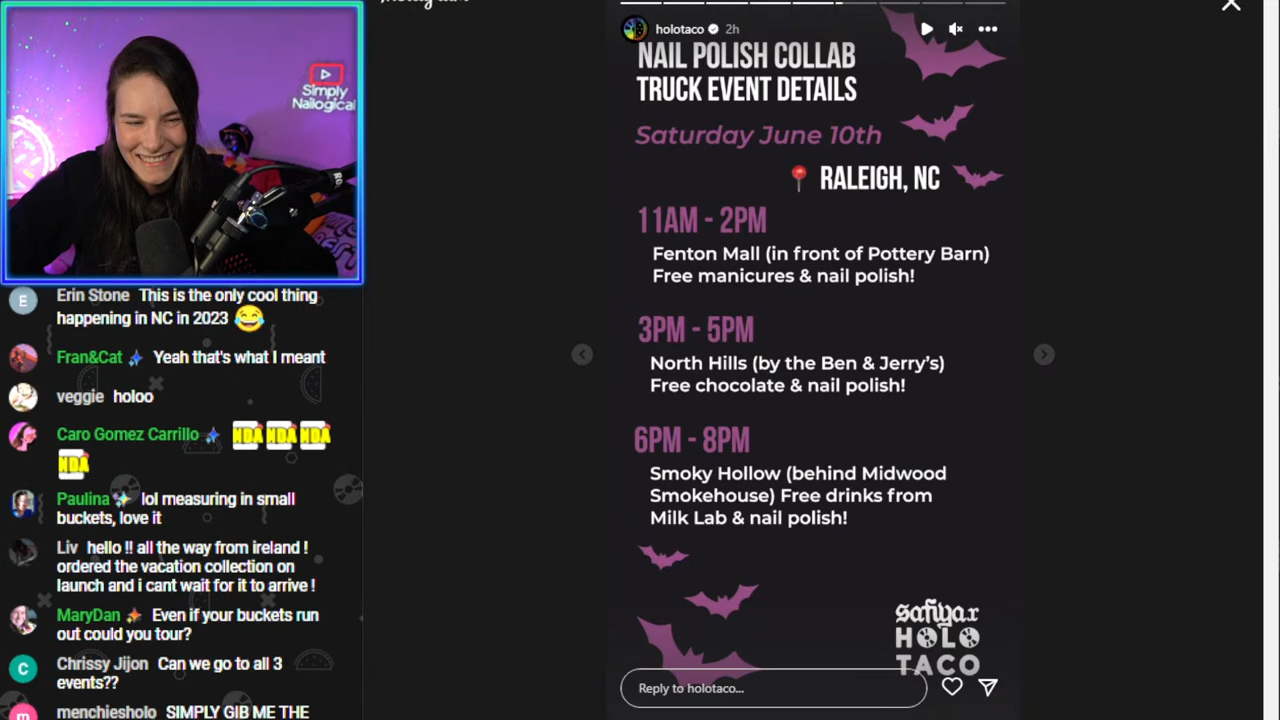 Simply
Nailogical
Erin Stone This is the only cool thing
happening in NC in 2023 😂
Fran&Cat Yeah that's what I meant
veggie holoo
Caro Gomez Carrillo NDA NDA NDA
NDA
Paulina lol measuring in small
buckets, love it
Liv hello !! all the way from ireland !
ordered the vacation collection on
launch and i cant wait for it to arrive !
MaryDan Even if your buckets run
out could you tour?
Chrissy Jijon Can we go to all 3
events??
menchiesholo SIMPLY GIB ME THE
holotaco 2h
NAIL POLISH COLLAB
TRUCK EVENT DETAILS
Saturday June 10th
📍 RALEIGH, NC
11AM - 2PM
Fenton Mall (in front of Pottery Barn)
Free manicures & nail polish!
3PM - 5PM
North Hills (by the Ben & Jerry's)
Free chocolate & nail polish!
6PM - 8PM
Smoky Hollow (behind Midwood
Smokehouse) Free drinks from
Milk Lab & nail polish!
safiya x
HOLO
TACO
Reply to holotaco...